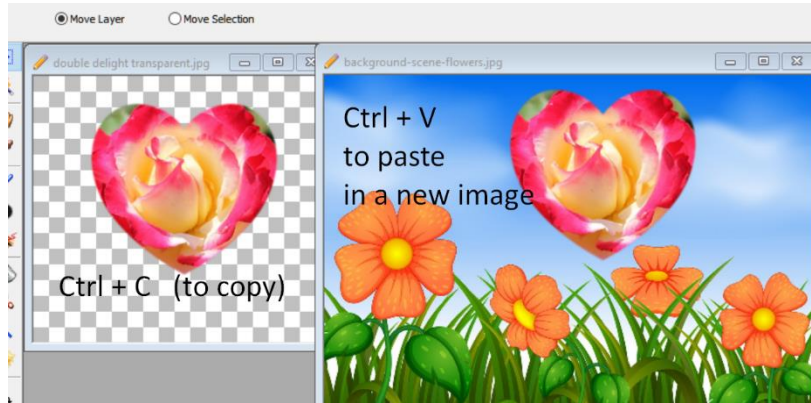 Move Layer
Move Selection
double delight transparent.jpg
background-scene-flowers.jpg
Ctrl + V
to paste
in a new image
Ctrl + C (to copy)